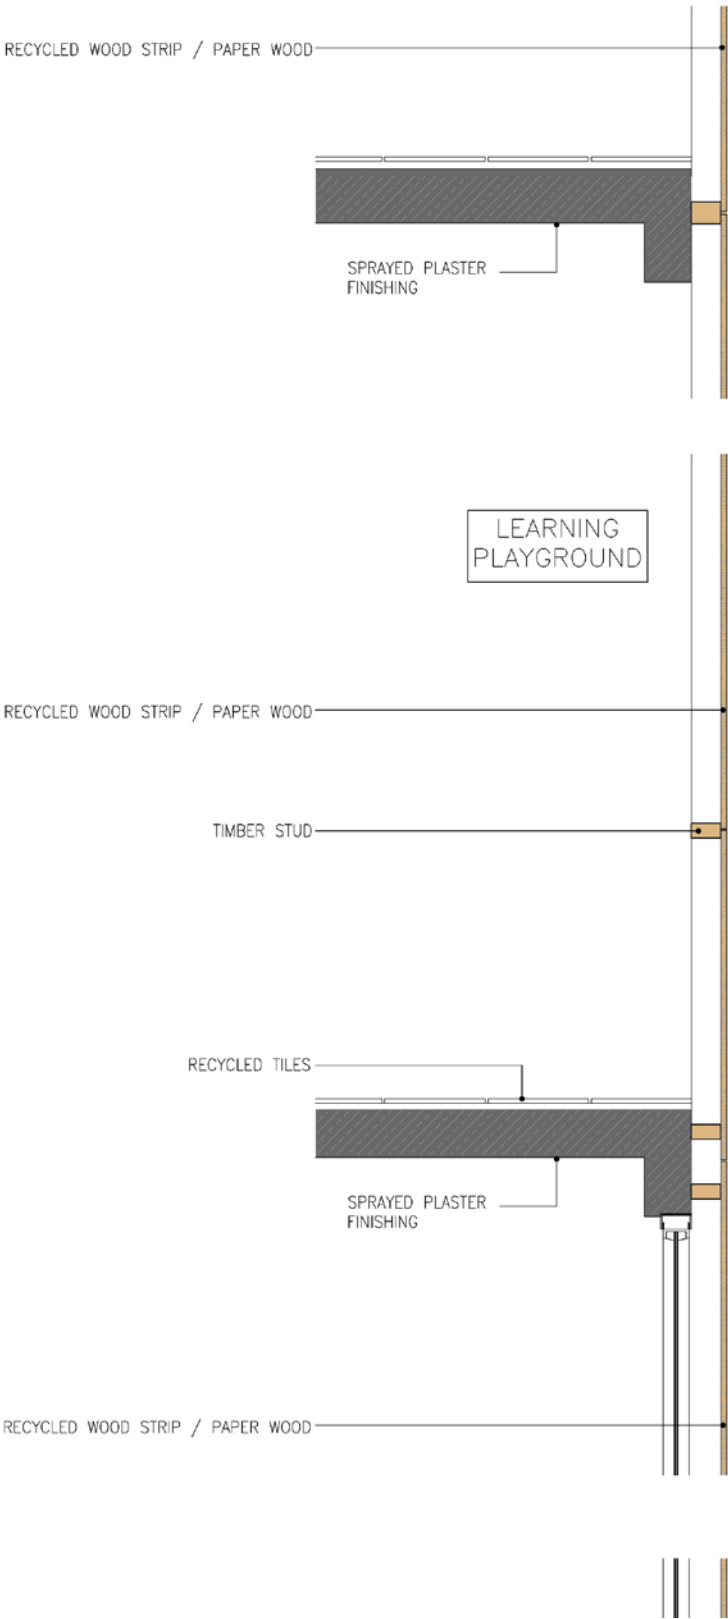 RECYCLED WOOD STRIP / PAPER WOOD
SPRAYED PLASTER
FINISHING
LEARNING
PLAYGROUND
RECYCLED WOOD STRIP / PAPER WOOD
TIMBER STUD
RECYCLED TILES
SPRAYED PLASTER
FINISHING
RECYCLED WOOD STRIP / PAPER WOOD